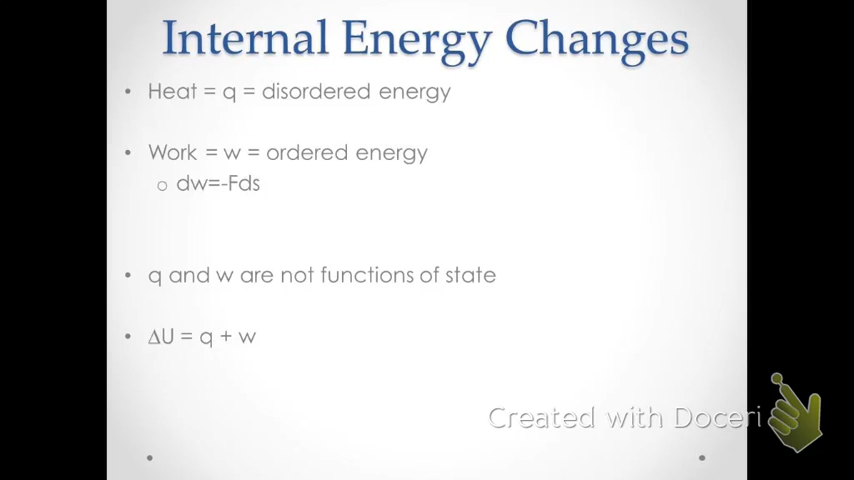 Internal Energy Changes
• Heat = q = disordered energy
• Work = w = ordered energy
o dw=-Fds
• q and w are not functions of state
• ΔU = q + w
Created with Doceri